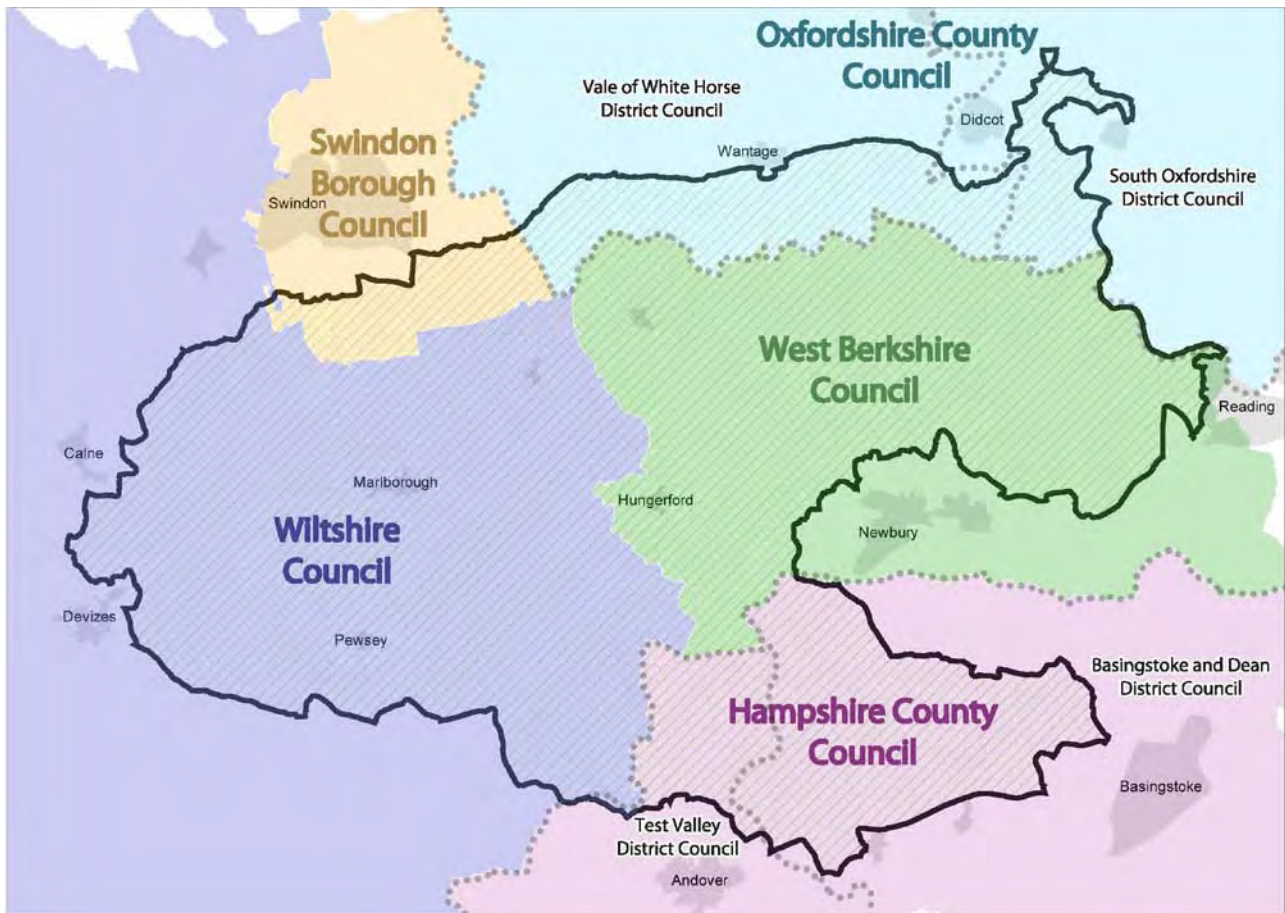 Oxfordshire County
Council
Vale of White Horse
District Council
Didcot
Wantage
Swindon
Borough
Council
Swindon
South Oxfordshire
District Council
West Berkshire
Council
Reading
Calne
Marlborough
Hungerford
Wiltshire
Council
Newbury
Devizes
Pewsey
Basingstoke and Dean
District Council
Hampshire County
Council
Basingstoke
Test Valley
District Council
Andover